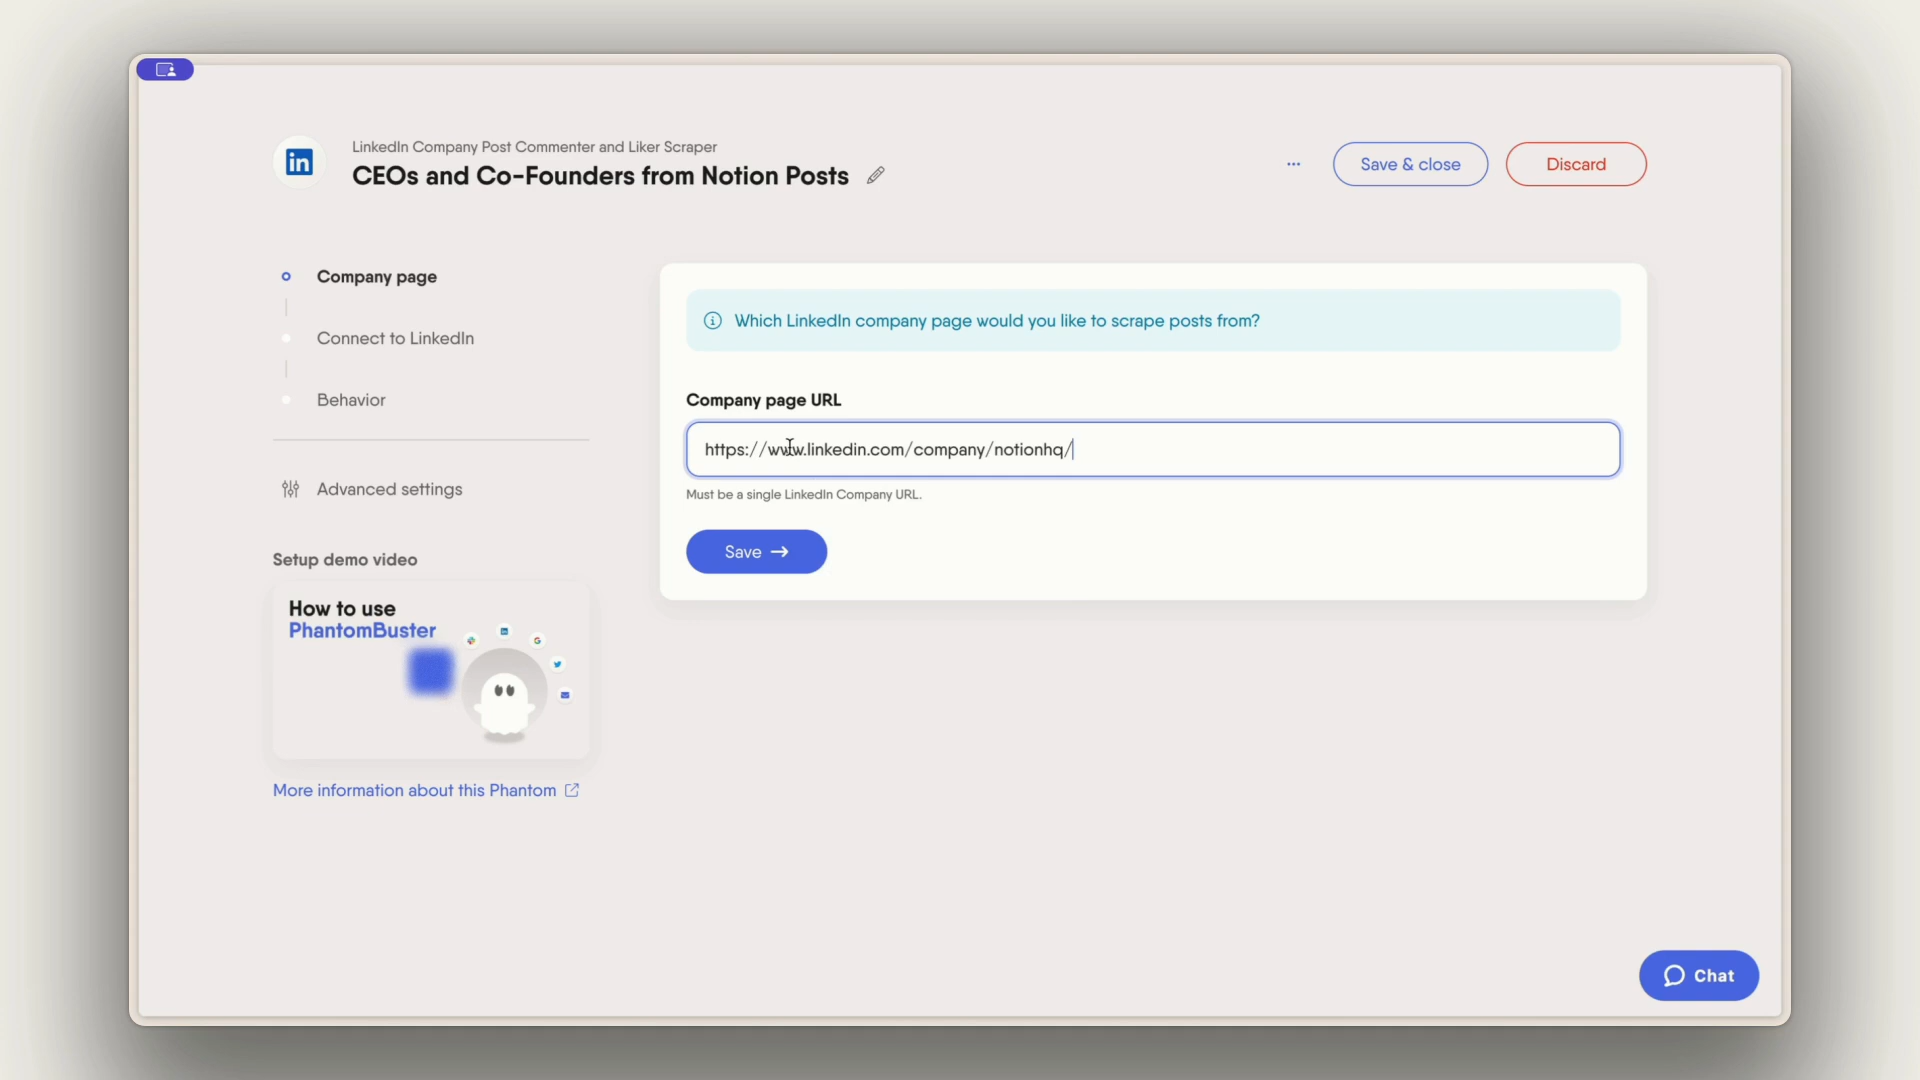 LinkedIn Company Post Commenter and Liker Scraper
CEOs and Co-Founders from Notion Posts
... Save & close Discard
Company page
Connect to LinkedIn
Behavior
Advanced settings
Setup demo video
How to use
PhantomBuster
More information about this Phantom
Which LinkedIn company page would you like to scrape posts from?
Company page URL
https://www.linkedin.com/company/notionhq/
Must be a single LinkedIn Company URL.
Save →
Chat